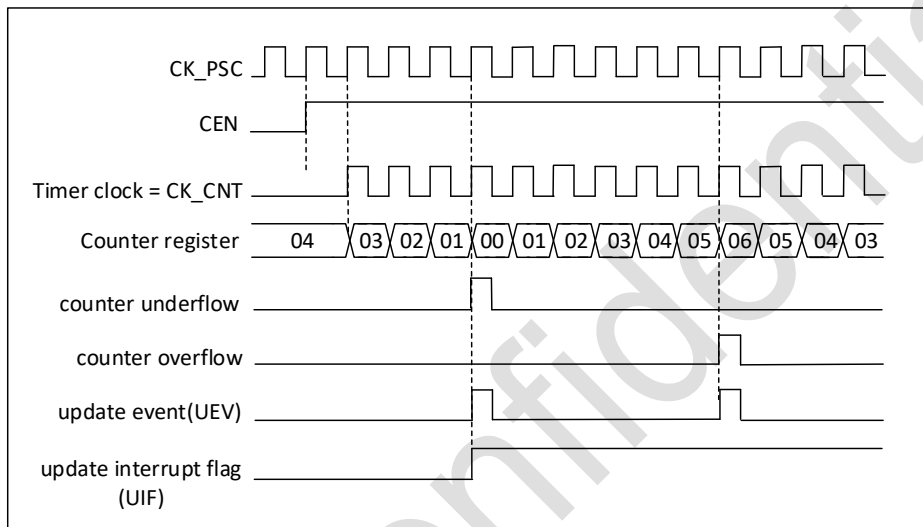 CK_PSC
CEN
Timer clock = CK_CNT
Counter register 04 03 02 01 00 01 02 03 04 05 06 05 04 03
counter underflow
counter overflow
update event(UEV)
update interrupt flag
(UIF)